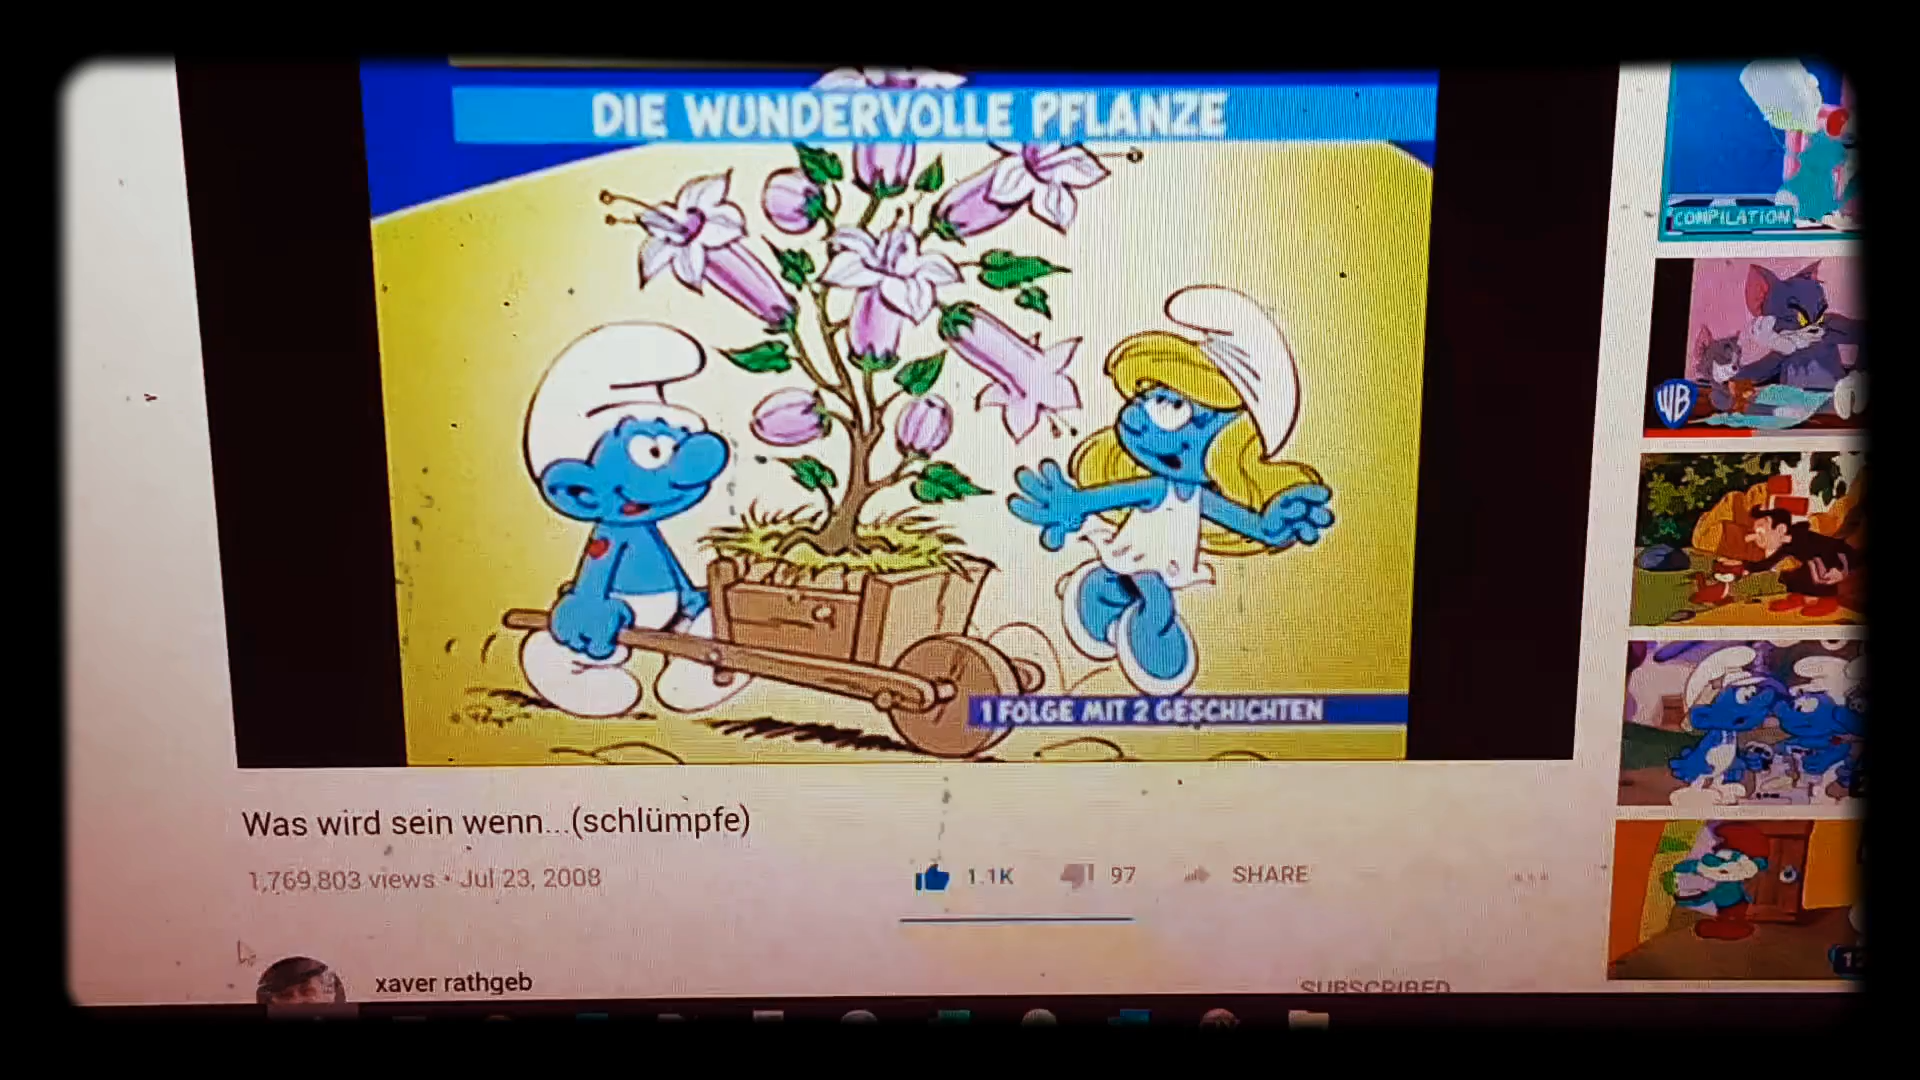 DIE WUNDERVOLLE PFLANZE
1 FOLGE MIT 2 GESCHICHTEN
COMPILATION
WB
Was wird sein wenn...(schlümpfe)
1,769,803 views • Jul 23, 2008
1.1K 97 SHARE
xaver rathgeb
SUBSCRIBED